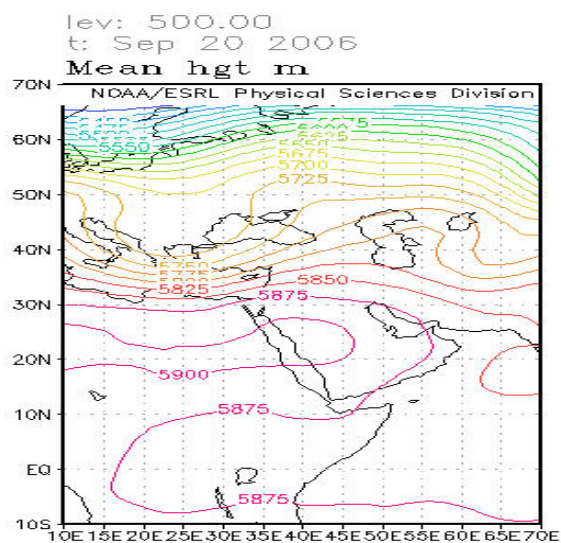 lev: 500.00
t: Sep 20 2006
Mean hgt m
NOAA/ESRL Physical Sciences Division
70N
60N
50N
40N
30N
20N
10N
EQ
10S
5675
5550
5675
5700
5725
5825
5850
5875
5900
5875
5875
10E 15E 20E 25E 30E 35E 40E 45E 50E 55E 60E 65E 70E